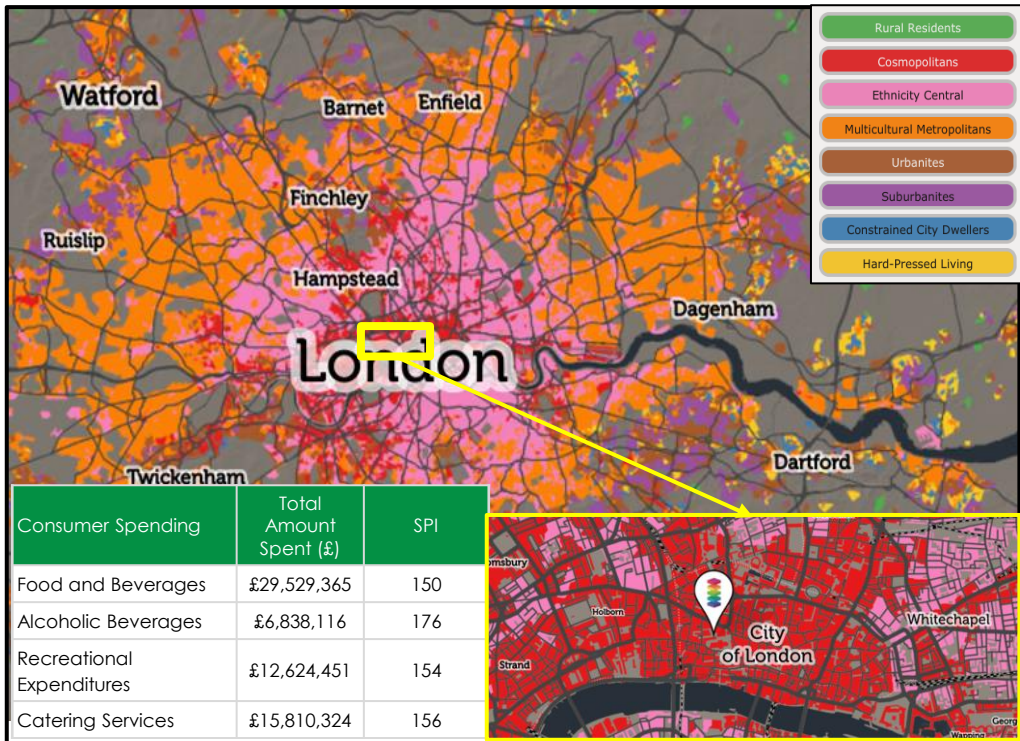 Rural Residents
Cosmopolitans
Ethnicity Central
Multicultural Metropolitans
Urbanites
Suburbanites
Constrained City Dwellers
Hard-Pressed Living
Watford
Barnet
Enfield
Finchley
Ruislip
Hampstead
Dagenham
London
Dartford
Twickenham
Consumer Spending
Total
Amount
Spent (£)
SPI
Food and Beverages £29,529,365 150
Alcoholic Beverages £6,838,116 176
Recreational
Expenditures
£12,624,451 154
Catering Services £15,810,324 156
omsbury
Holborn
City
of London
Whitechapel
Strand
Georg
Wapping